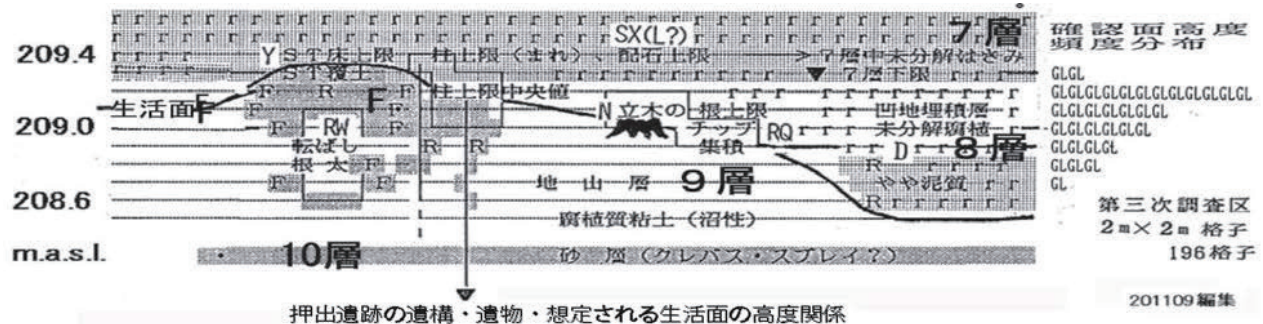 7層
SX(L?)
確認面高度
頻度分布
209.4
Y ST床上限 柱上限(まれ)、配石上限 >7層中未分解はさみ
ST覆土
7層下限
GLGL
F R F 柱上限中央値
GLGLGLGLGLGLGLGLGLGLGL
生活面 F
N 立木の根上限 凹地埋積層
GLGLGLGLGLGLGL
209.0
F RW F チップ RQ 未分解腐植
GLGLGLGLGLGL
転ばし R R 集積 D 8層
GLGLGLGL
根太 F F R
GLGLGL
F 地山層 9層 やや泥質
GL
208.6
R
第三次調査区
腐植質粘土(沼性)
2m×2m格子
m.a.s.l.
10層 砂層(クレバス・スプレイ?)
196格子
押出遺跡の遺構・遺物・想定される生活面の高度関係
201109編集